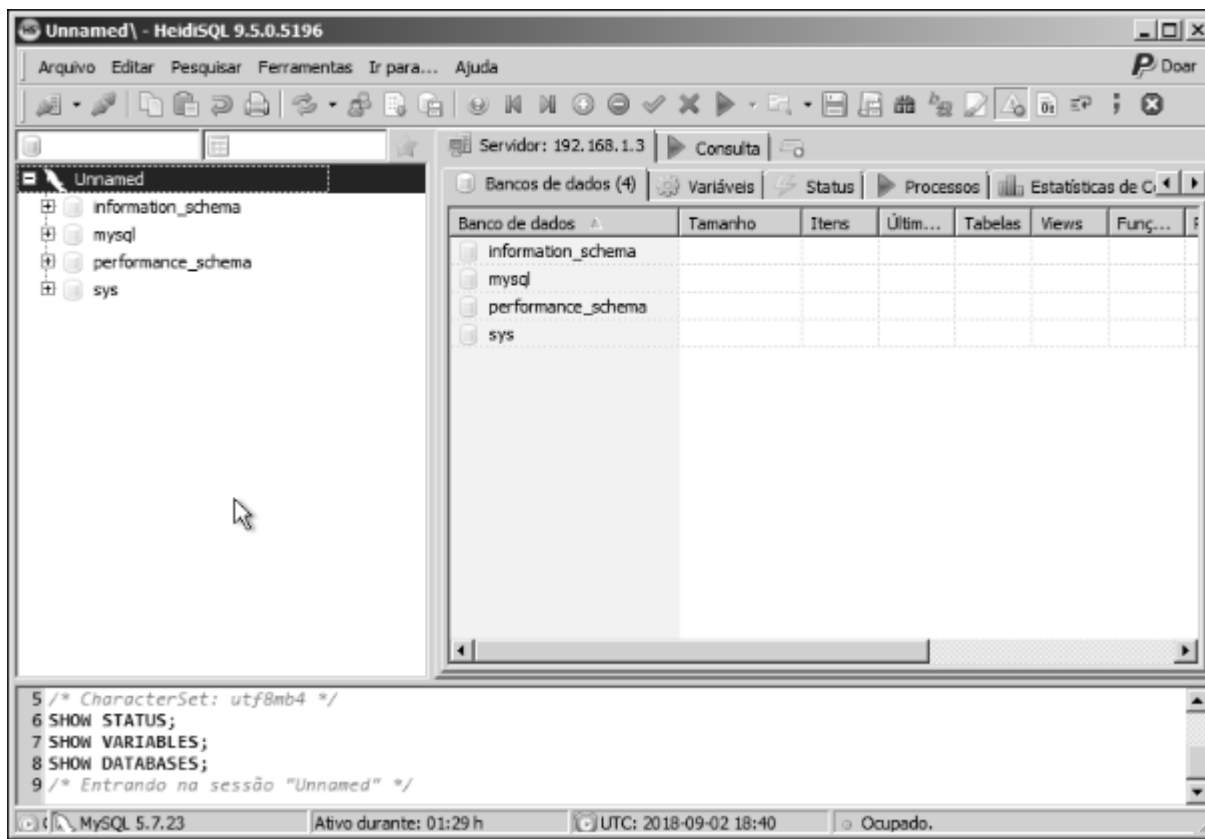 Unnamed\ - HeidiSQL 9.5.0.5196
Arquivo Editar Pesquisar Ferramentas Ir para... Ajuda
Doar
Servidor: 192.168.1.3 Consulta
Unnamed
information_schema
mysql
performance_schema
sys
Bancos de dados (4) Variáveis Status Processos Estatísticas de
Banco de dados Tamanho Itens Últim... Tabelas Views Funç...
information_schema
mysql
performance_schema
sys
5 /* CharacterSet: utf8mb4 */
6 SHOW STATUS;
7 SHOW VARIABLES;
8 SHOW DATABASES;
9 /* Entrando na sessão "Unnamed" */
MySQL 5.7.23 Ativo durante: 01:29 h UTC: 2018-09-02 18:40 Ocupado.